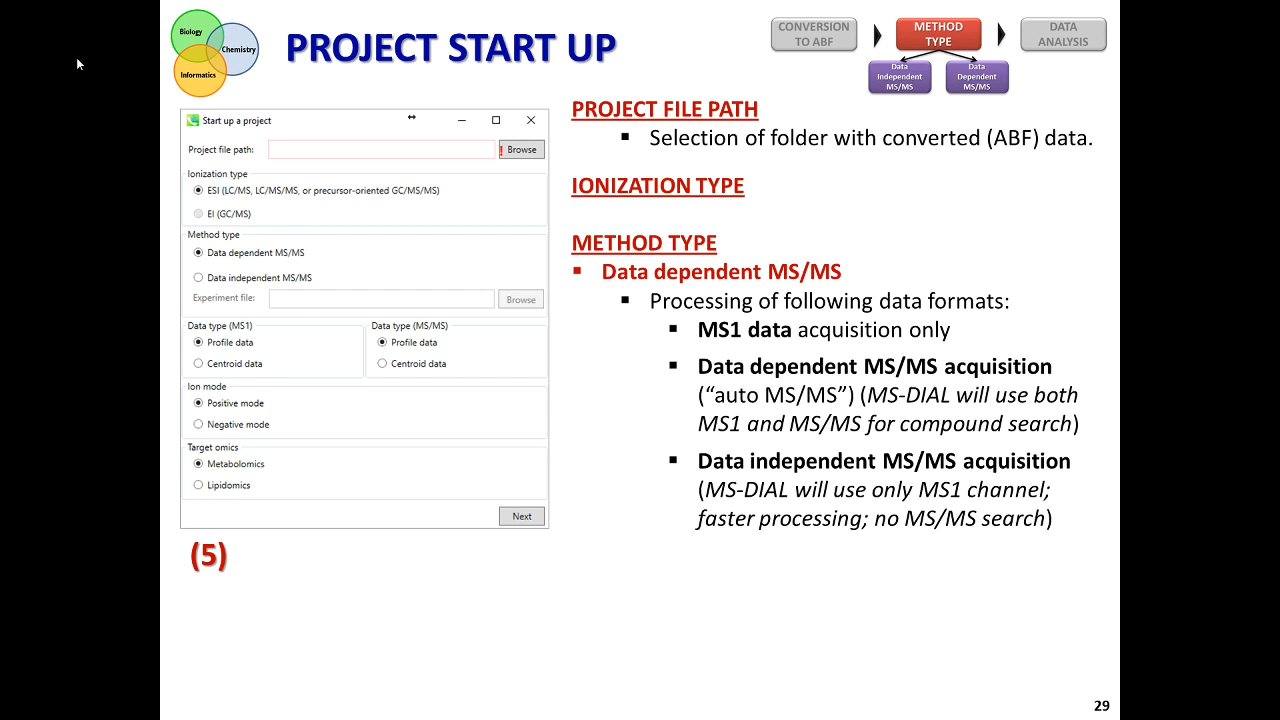 Biology
Chemistry
Informatics
PROJECT START UP
CONVERSION
TO ABF
METHOD
TYPE
DATA
ANALYSIS
Data
Independent
MS/MS
Data
Dependent
MS/MS
Start up a project
Project file path:
! Browse
Ionization type
ESI (LC/MS, LC/MS/MS, or precursor-oriented GC/MS/MS)
EI (GC/MS)
Method type
Data dependent MS/MS
Data independent MS/MS
Experiment file:
Browse
Data type (MS1)
Profile data
Centroid data
Data type (MS/MS)
Profile data
Centroid data
Ion mode
Positive mode
Negative mode
Target omics
Metabolomics
Lipidomics
Next
(5)
PROJECT FILE PATH
▪ Selection of folder with converted (ABF) data.
IONIZATION TYPE
METHOD TYPE
▪ Data dependent MS/MS
▪ Processing of following data formats:
▪ MS1 data acquisition only
▪ Data dependent MS/MS acquisition
(“auto MS/MS”) (MS-DIAL will use both
MS1 and MS/MS for compound search)
▪ Data independent MS/MS acquisition
(MS-DIAL will use only MS1 channel;
faster processing; no MS/MS search)
29